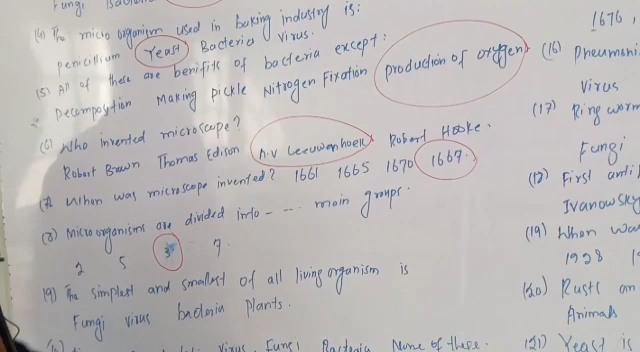 Fungi
(4) The micro organism used in baking industry is:
Penicillium Yeast Bacteria Virus.
(5) All of these are benifits of bacteria except:
Decomposition Making Pickle Nitrogen Fixation production of oxygen
(6) Who invented microscope?
Robert Brown Thomas Edison A.V Leeuwenhoek Robert Hooke.
(7) When was microscope invented? 1661 1665 1670 1667.
(8) Microorganisms are divided into - -- - main groups.
2 5 3 7.
(9) The simplest and smallest of all living organism is
Fungi virus bacteria Plants.
Virus Fungi Bacteria None of these.
1676
(16) Pneumoni
Virus
(17) Ring worm
Fungi
(18) First anti
Ivanowsky
(19) When was
1928
(20) Rusts an
Animals
(21) Yeast is